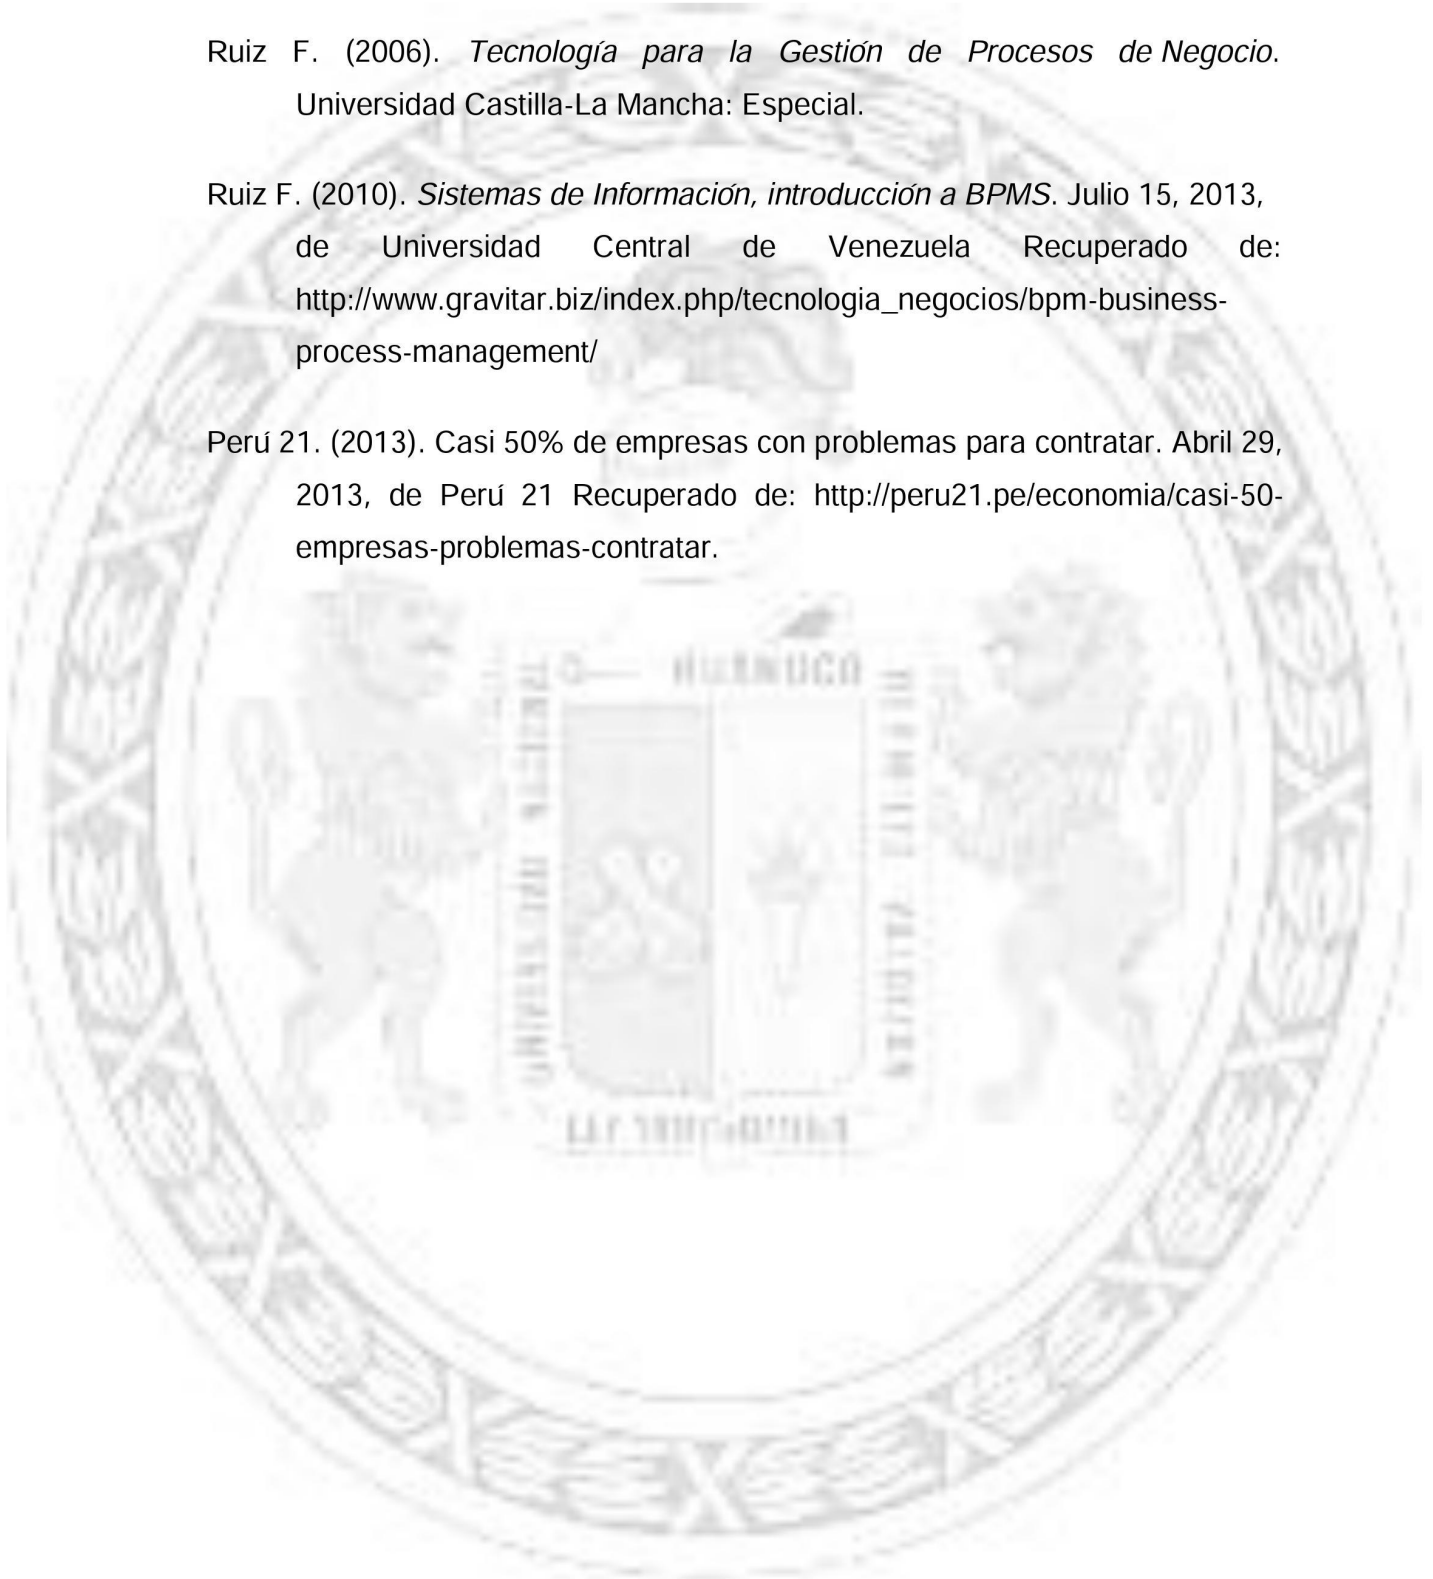 Ruiz F. (2006). Tecnología para la Gestión de Procesos de Negocio.
Universidad Castilla-La Mancha: Especial.
Ruiz F. (2010). Sistemas de Información, introducción a BPMS. Julio 15, 2013,
de Universidad Central de Venezuela Recuperado de:
http://www.gravitar.biz/index.php/tecnologia_negocios/bpm-business-
process-management/
Perú 21. (2013). Casi 50% de empresas con problemas para contratar. Abril 29,
2013, de Perú 21 Recuperado de: http://peru21.pe/economia/casi-50-
empresas-problemas-contratar.
HUANUCO